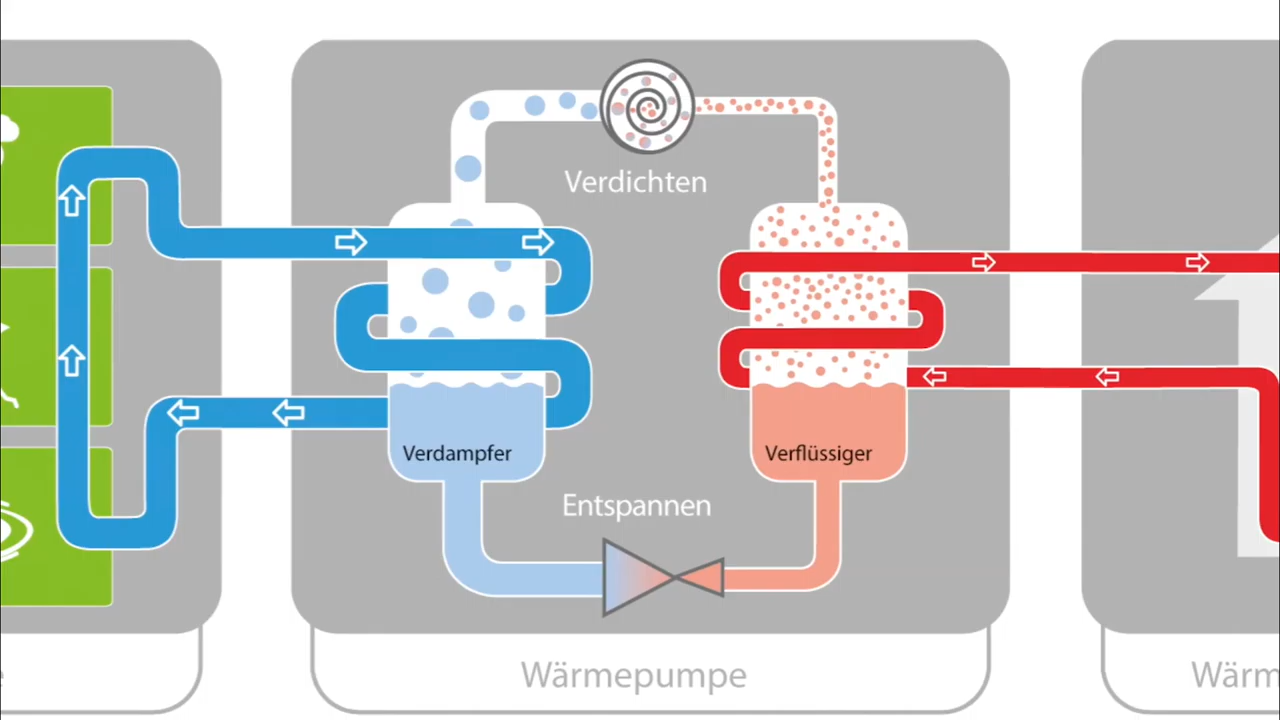 Verdichten
Verdampfer
Verflüssiger
Entspannen
Wärmepumpe